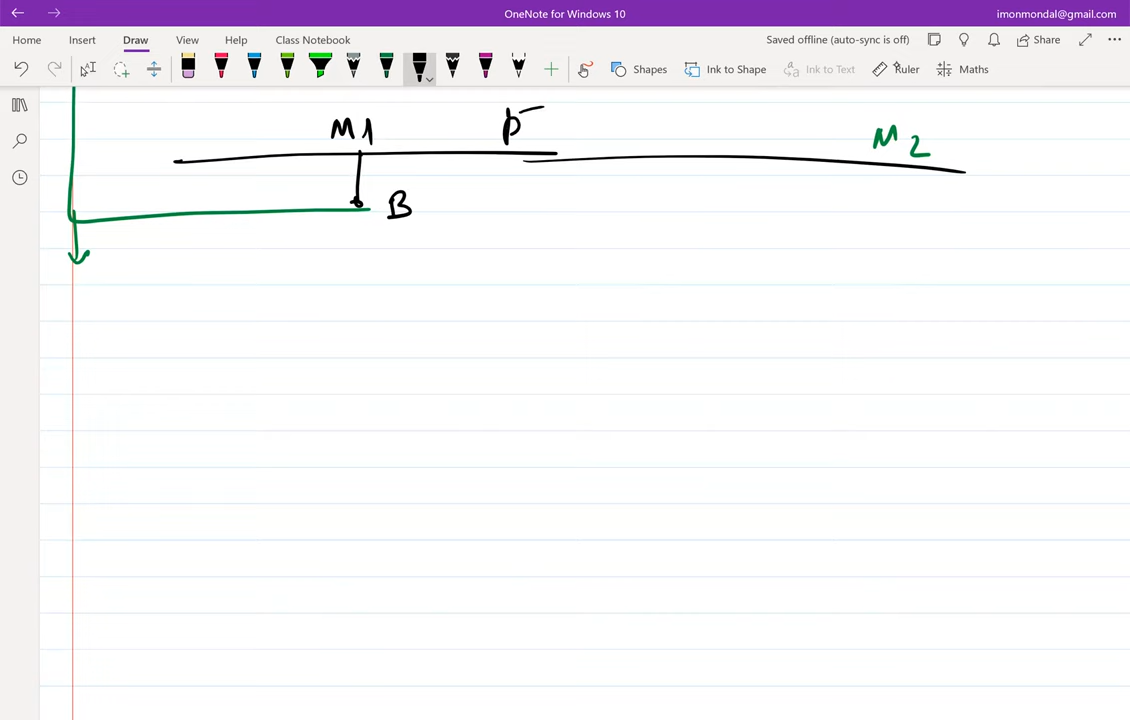 OneNote for Windows 10 imonmondal@gmail.com
Home Insert Draw View Help Class Notebook Saved offline (auto-sync is off) Share
Shapes Ink to Shape Ink to Text Ruler Maths
M1 p⁻ M2
B